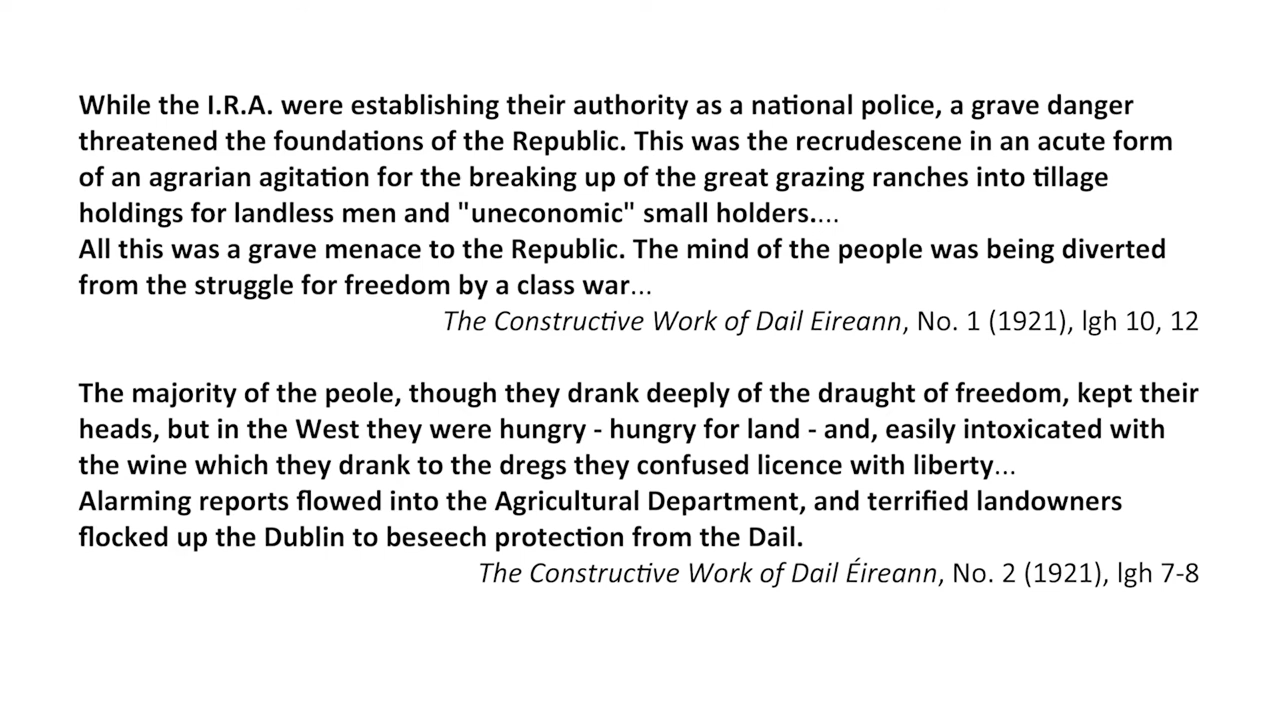 While the I.R.A. were establishing their authority as a national police, a grave danger
threatened the foundations of the Republic. This was the recrudescene in an acute form
of an agrarian agitation for the breaking up of the great grazing ranches into tillage
holdings for landless men and "uneconomic" small holders....
All this was a grave menace to the Republic. The mind of the people was being diverted
from the struggle for freedom by a class war...
The Constructive Work of Dail Eireann, No. 1 (1921), lgh 10, 12
The majority of the peole, though they drank deeply of the draught of freedom, kept their
heads, but in the West they were hungry - hungry for land - and, easily intoxicated with
the wine which they drank to the dregs they confused licence with liberty...
Alarming reports flowed into the Agricultural Department, and terrified landowners
flocked up the Dublin to beseech protection from the Dail.
The Constructive Work of Dail Éireann, No. 2 (1921), lgh 7-8